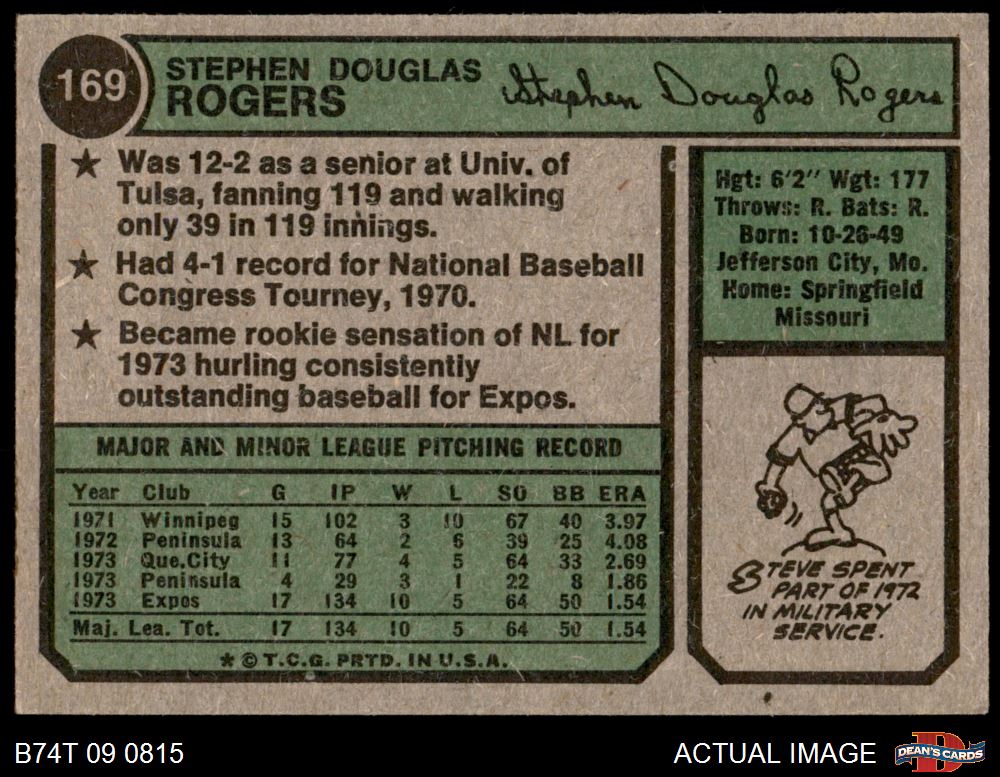 169
STEPHEN DOUGLAS
ROGERS
Stephen Douglas Rogers
★ Was 12-2 as a senior at Univ. of
Tulsa, fanning 119 and walking
only 39 in 119 innings.
★ Had 4-1 record for National Baseball
Congress Tourney, 1970.
★ Became rookie sensation of NL for
1973 hurling consistently
outstanding baseball for Expos.
MAJOR AND MINOR LEAGUE PITCHING RECORD
Year Club G IP W L SO BB ERA
1971 Winnipeg 15 102 3 10 67 40 3.97
1972 Peninsula 13 64 2 6 39 25 4.08
1973 Que.City 11 77 4 5 64 33 2.69
1973 Peninsula 4 29 3 1 22 8 1.86
1973 Expos 17 134 10 5 64 50 1.54
Maj. Lea. Tot. 17 134 10 5 64 50 1.54
★ © T.C.G. PRTD. IN U.S.A.
Hgt: 6'2" Wgt: 177
Throws: R. Bats: R.
Born: 10-26-49
Jefferson City, Mo.
Home: Springfield
Missouri
STEVE SPENT
PART OF 1972
IN MILITARY
SERVICE.
B74T 09 0815
ACTUAL IMAGE
D
DEAN'S CARDS